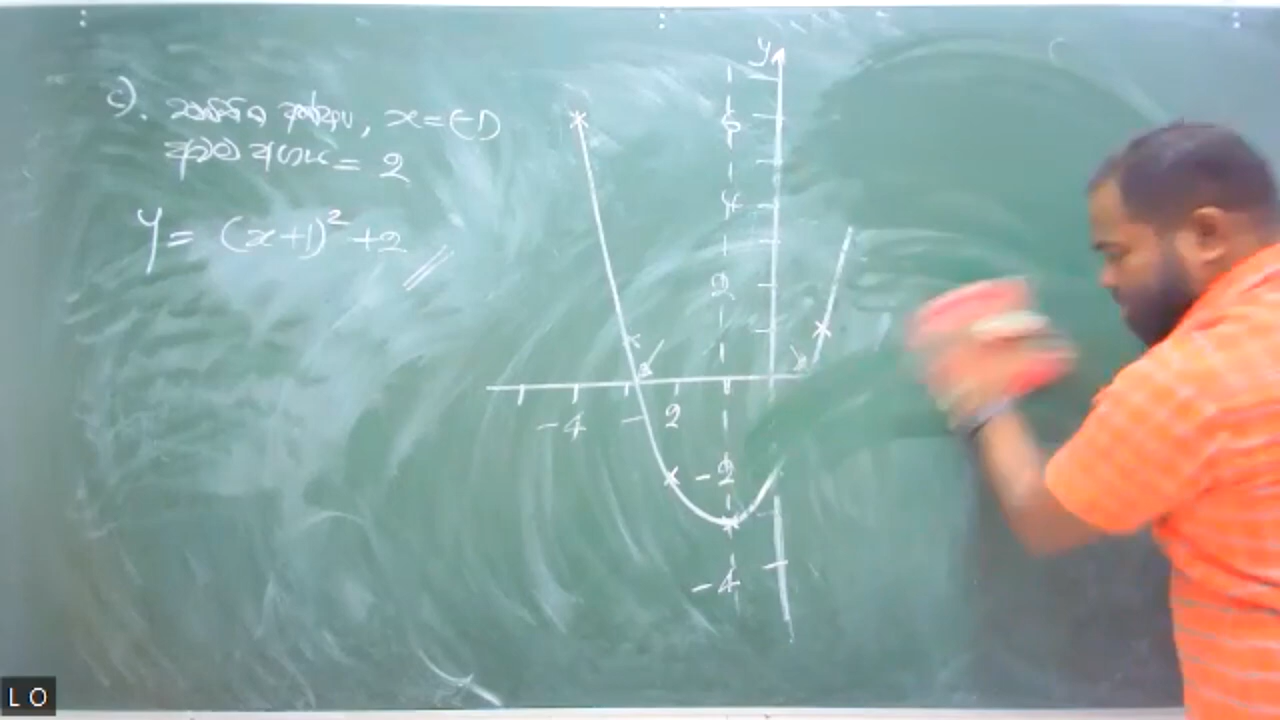 c). සමමිති අක්ෂය, x = (-1)
අවම අගය = 2
y = (x+1)² + 2
y
6
4
2
-4
- 2
-2
-4
L O